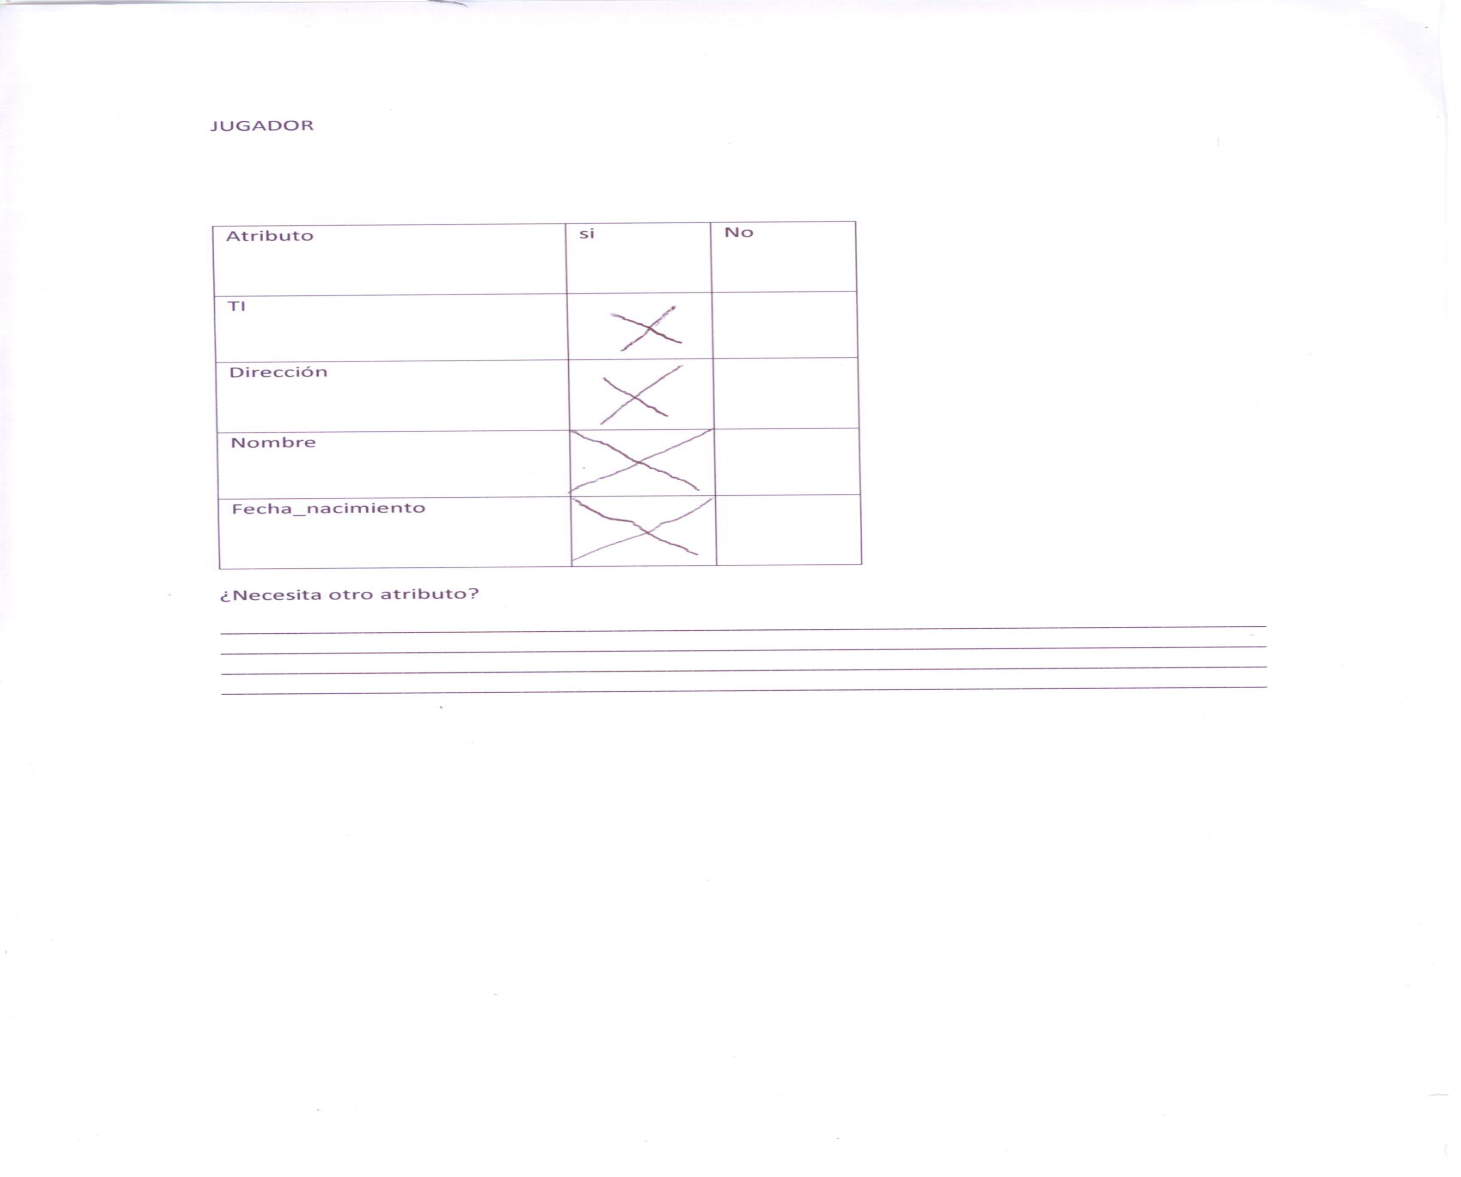 JUGADOR
Atributo si No
TI X
Dirección X
Nombre X
Fecha_nacimiento X
¿Necesita otro atributo?